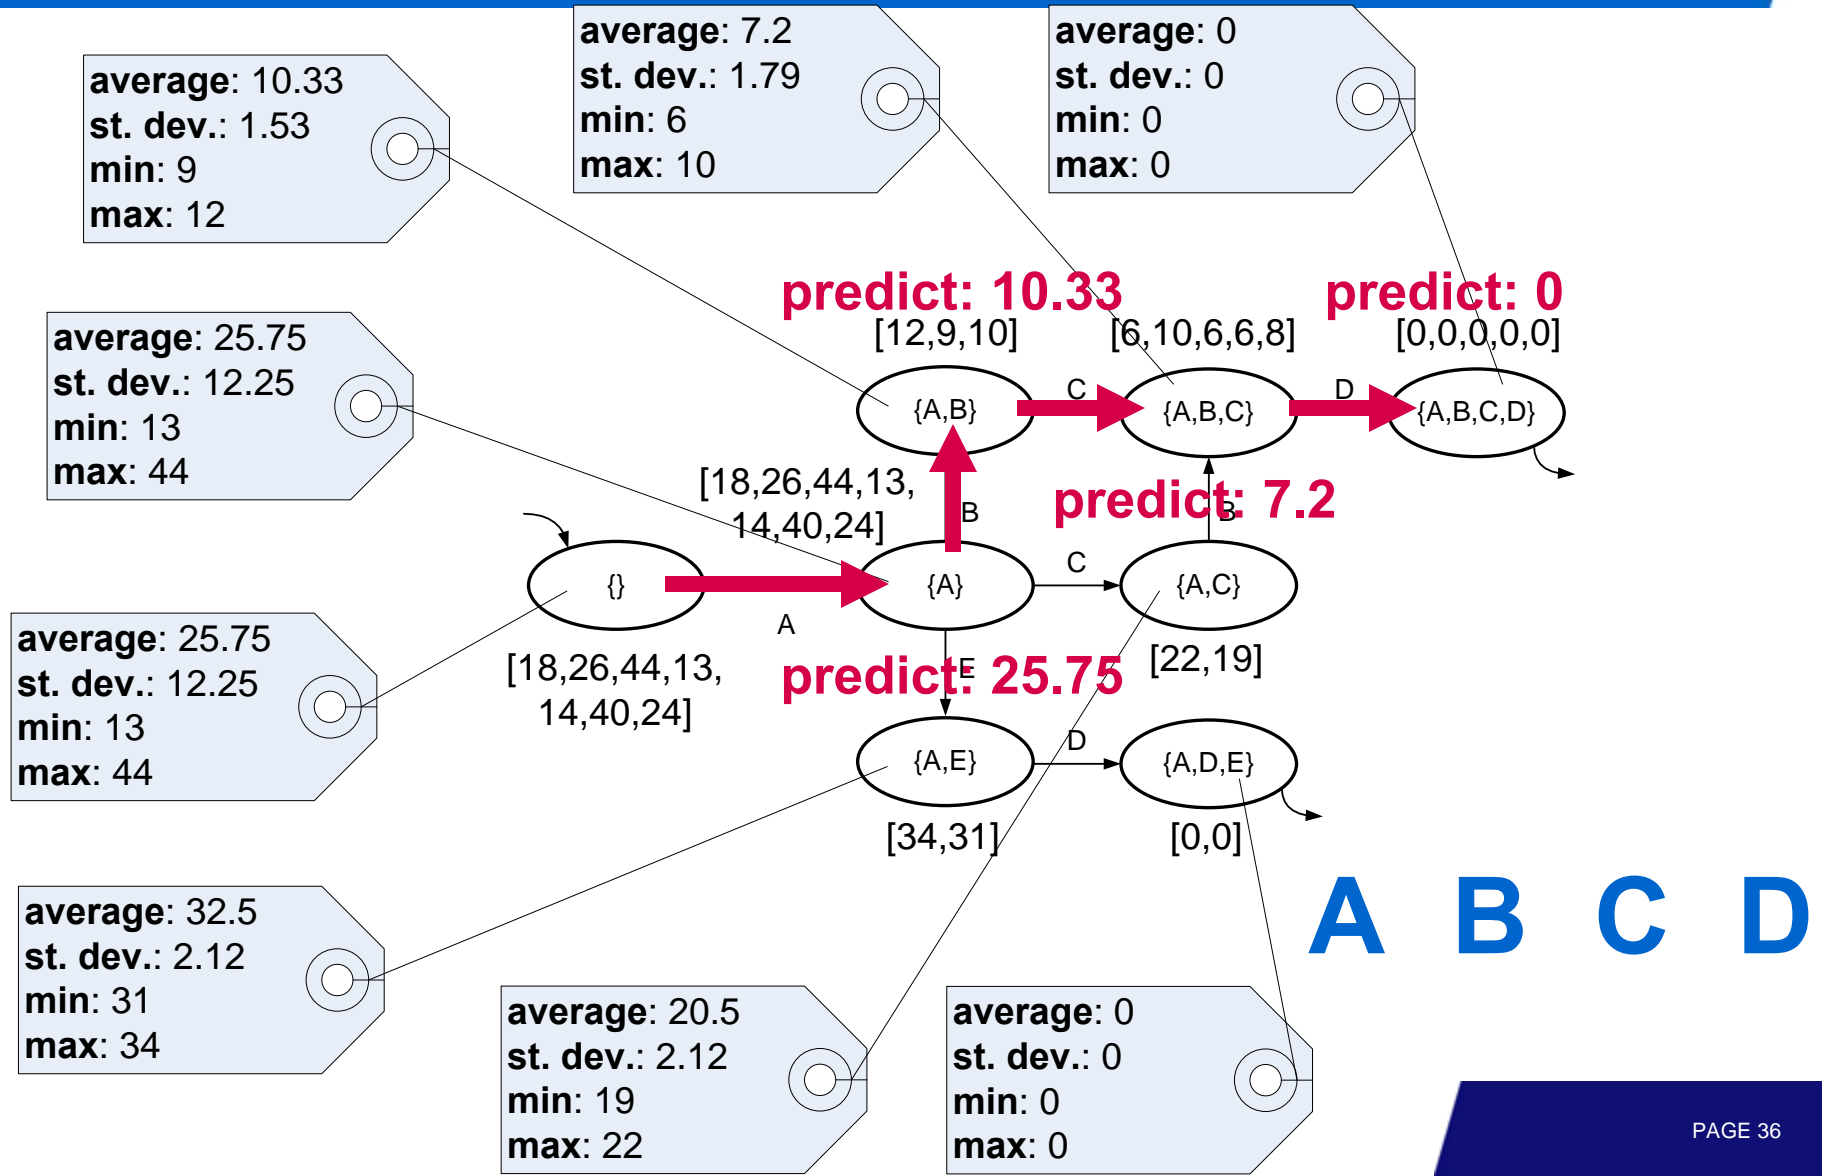 average: 10.33
st. dev.: 1.53
min: 9
max: 12
average: 7.2
st. dev.: 1.79
min: 6
max: 10
average: 0
st. dev.: 0
min: 0
max: 0
predict: 10.33
predict: 0
[12,9,10]
[6,10,6,6,8]
[0,0,0,0,0]
average: 25.75
st. dev.: 12.25
min: 13
max: 44
{A,B}
C
{A,B,C}
D
{A,B,C,D}
[18,26,44,13,
14,40,24]
B
predict: 7.2
B
{}
A
{A}
C
{A,C}
average: 25.75
st. dev.: 12.25
min: 13
max: 44
[18,26,44,13,
14,40,24]
E
predict: 25.75
[22,19]
{A,E}
D
{A,D,E}
[34,31]
[0,0]
average: 32.5
st. dev.: 2.12
min: 31
max: 34
average: 20.5
st. dev.: 2.12
min: 19
max: 22
average: 0
st. dev.: 0
min: 0
max: 0
A B C D
PAGE 36